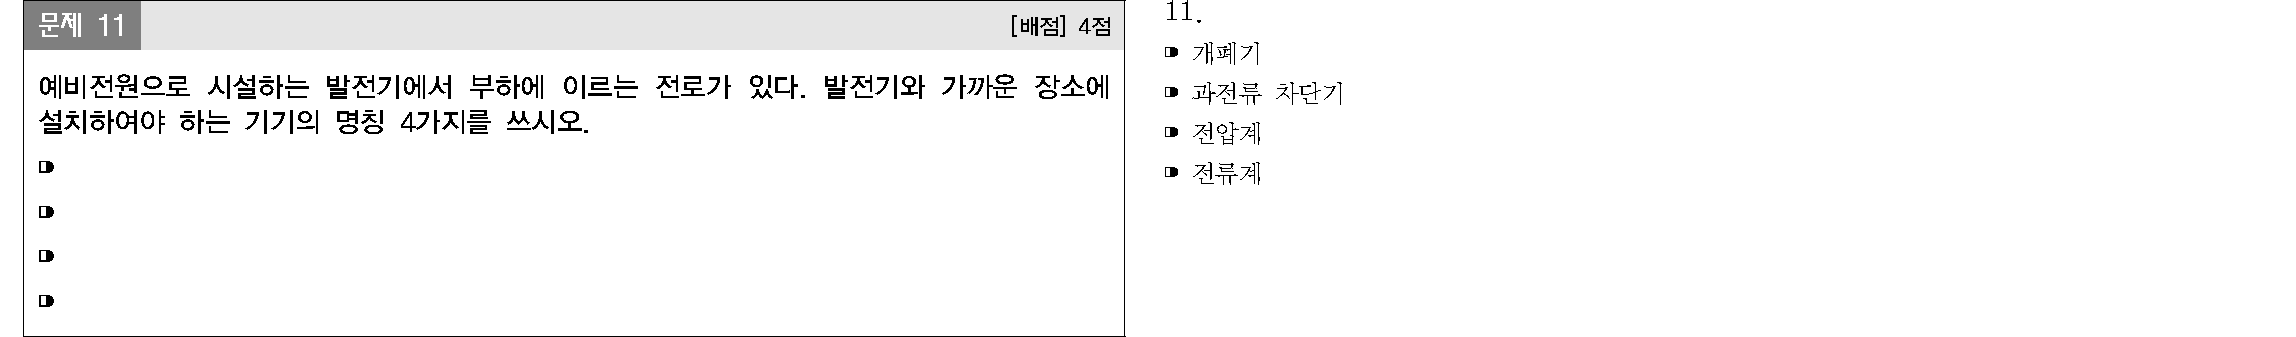 문제 11
[배점] 4점
예비전원으로 시설하는 발전기에서 부하에 이르는 전로가 있다. 발전기와 가까운 장소에
설치하여야 하는 기기의 명칭 4가지를 쓰시오.
11.
개폐기
과전류 차단기
전압계
전류계